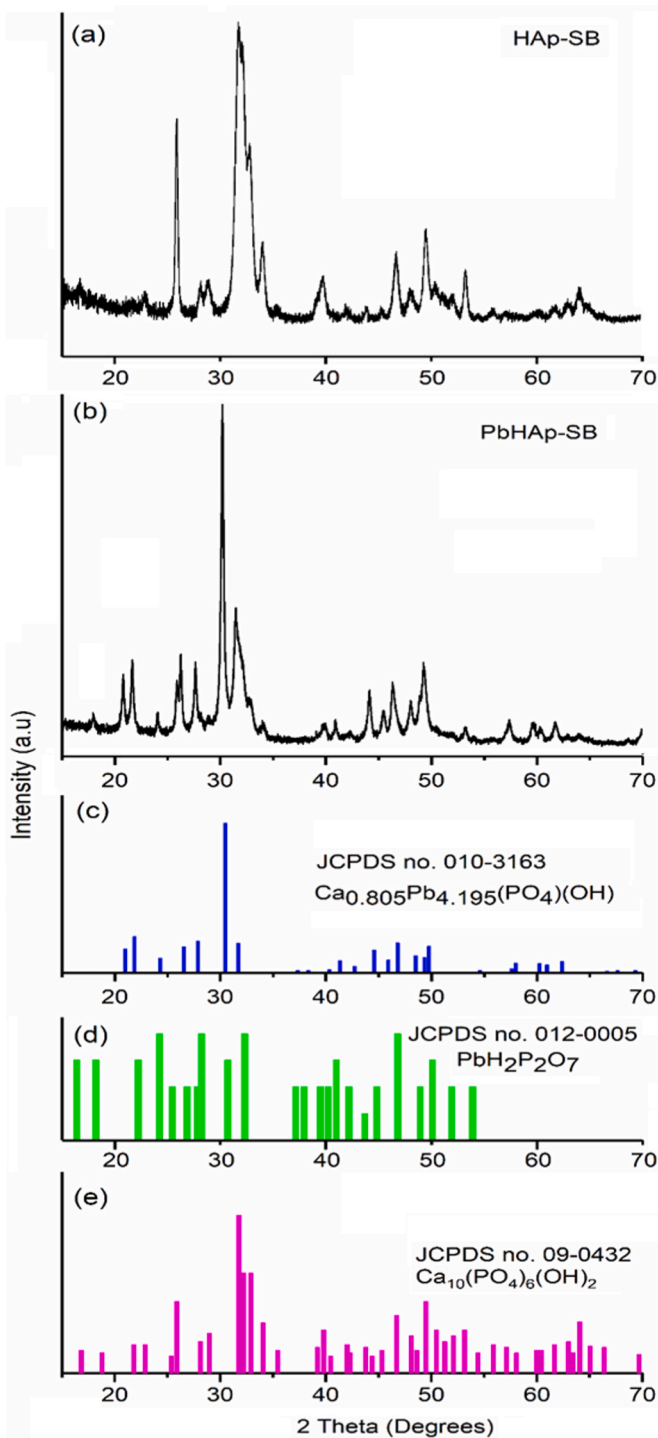 (a)
HAp-SB
20 30 40 50 60 70
(b)
PbHAp-SB
20 30 40 50 60 70
Intensity (a.u)
(c)
JCPDS no. 010-3163
Ca0.805Pb4.195(PO4)(OH)
20 30 40 50 60 70
(d)
JCPDS no. 012-0005
PbH2P2O7
20 30 40 50 60 70
(e)
JCPDS no. 09-0432
Ca₁₀(PO₄)₆(OH)₂
20 30 40 50 60 70
2 Theta (Degrees)